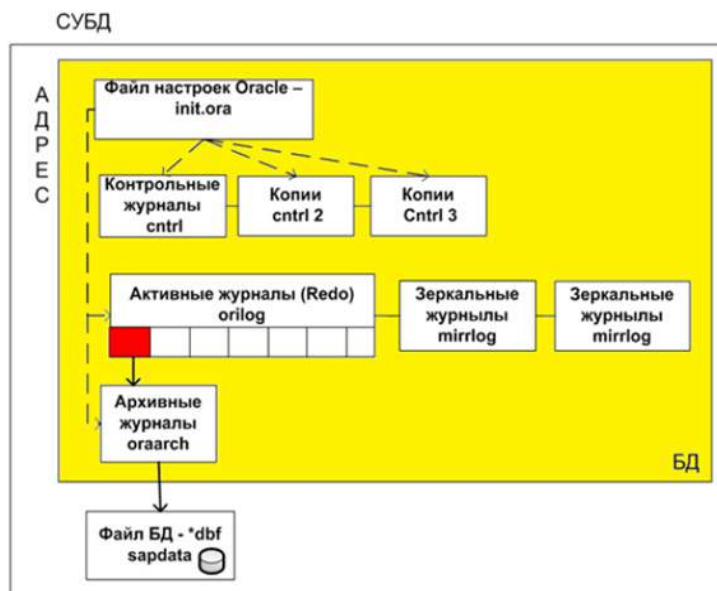 СУБД
АДРЕС
Файл настроек Oracle –
init.ora
Контрольные
журналы
cntrl
Копии
cntrl 2
Копии
Cntrl 3
Активные журналы (Redo)
orilog
Зеркальные
журнылы
mirrlog
Зеркальные
журнылы
mirrlog
Архивные
журналы
oraarch
БД
Файл БД - *dbf
sapdata